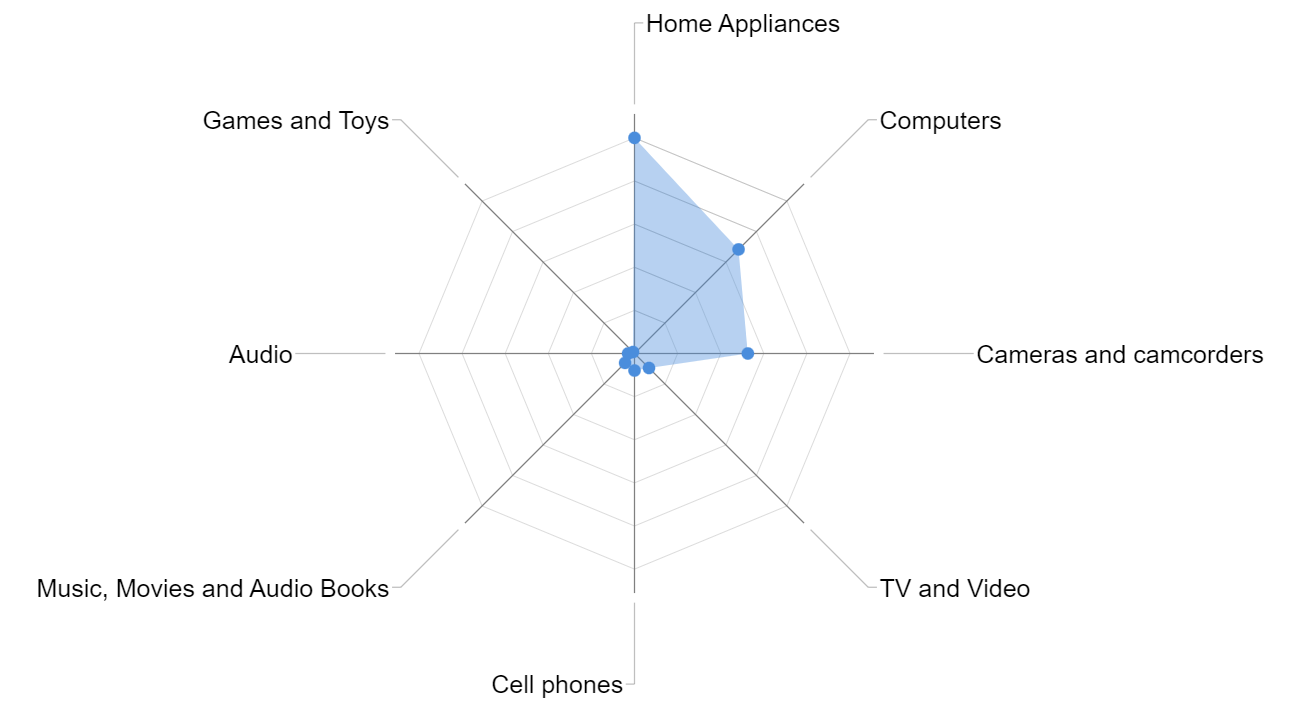 Home Appliances
Games and Toys
Computers
Audio
Cameras and camcorders
Music, Movies and Audio Books
TV and Video
Cell phones